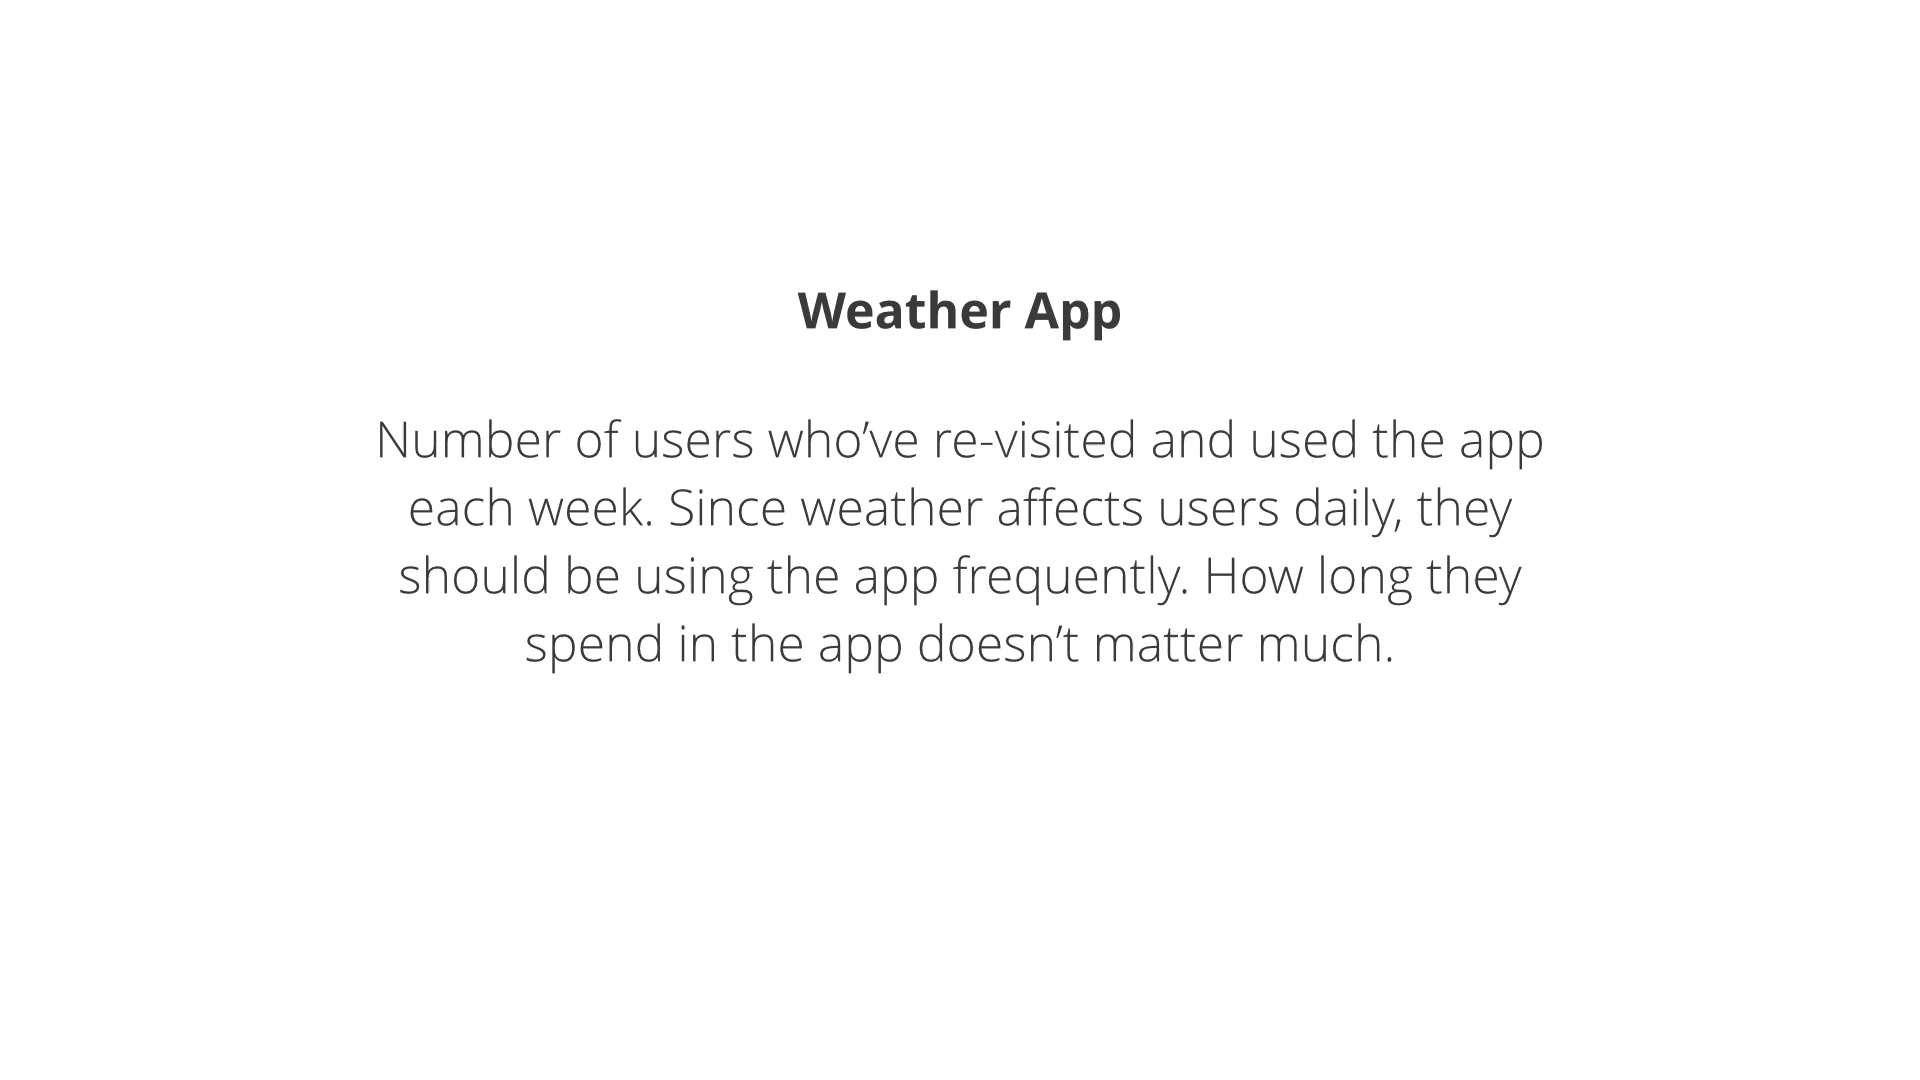 Weather App
Number of users who’ve re-visited and used the app
each week. Since weather affects users daily, they
should be using the app frequently. How long they
spend in the app doesn’t matter much.